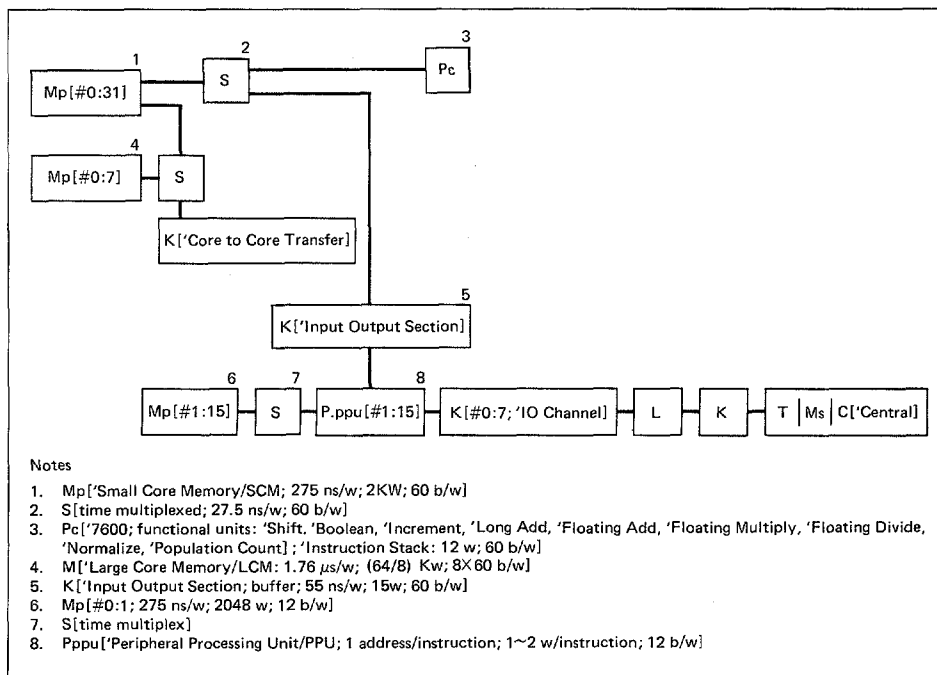 1
2
3
Mp[#0:31]
S
Pc
4
Mp[#0:7]
S
K['Core to Core Transfer]
5
K['Input Output Section]
6
7
8
Mp[#1:15]
S
P.ppu[#1:15]
K[#0:7; 'IO Channel]
L
K
T | Ms | C['Central]
Notes
1. Mp['Small Core Memory/SCM; 275 ns/w; 2KW; 60 b/w]
2. S[time multiplexed; 27.5 ns/w; 60 b/w]
3. Pc['7600; functional units: 'Shift. 'Boolean, 'Increment, 'Long Add, 'Floating Add, 'Floating Multiply, 'Floating Divide,
'Normalize, 'Population Count] ; 'Instruction Stack: 12 w; 60 b/w]
4. M['Large Core Memory/LCM: 1.76 μs/w; (64/8) Kw; 8X60 b/w]
5. K['Input Output Section; buffer; 55 ns/w; 15w; 60 b/w]
6. Mp[#0:1; 275 ns/w; 2048 w; 12 b/w]
7. S[time multiplex]
8. Pppu['Peripheral Processing Unit/PPU; 1 address/instruction; 1~2 w/instruction; 12 b/w]